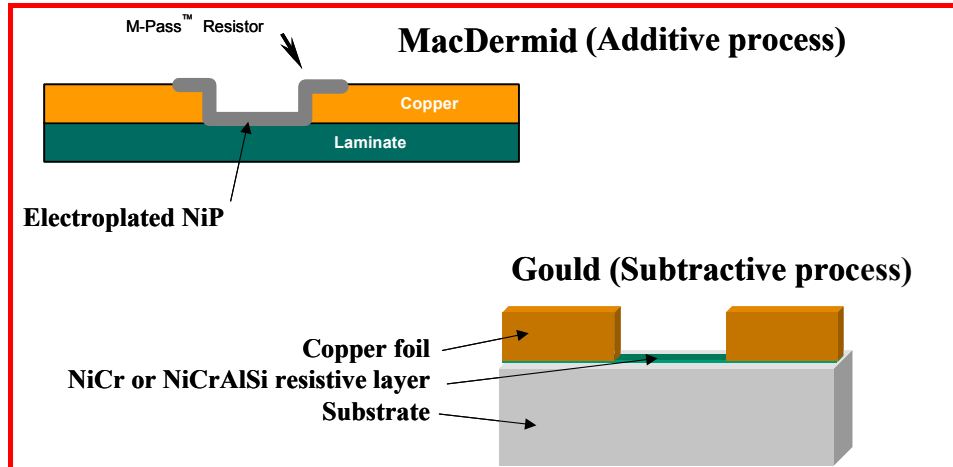 M-Pass™ Resistor
MacDermid (Additive process)
Copper
Laminate
Electroplated NiP
Gould (Subtractive process)
Copper foil
NiCr or NiCrAlSi resistive layer
Substrate